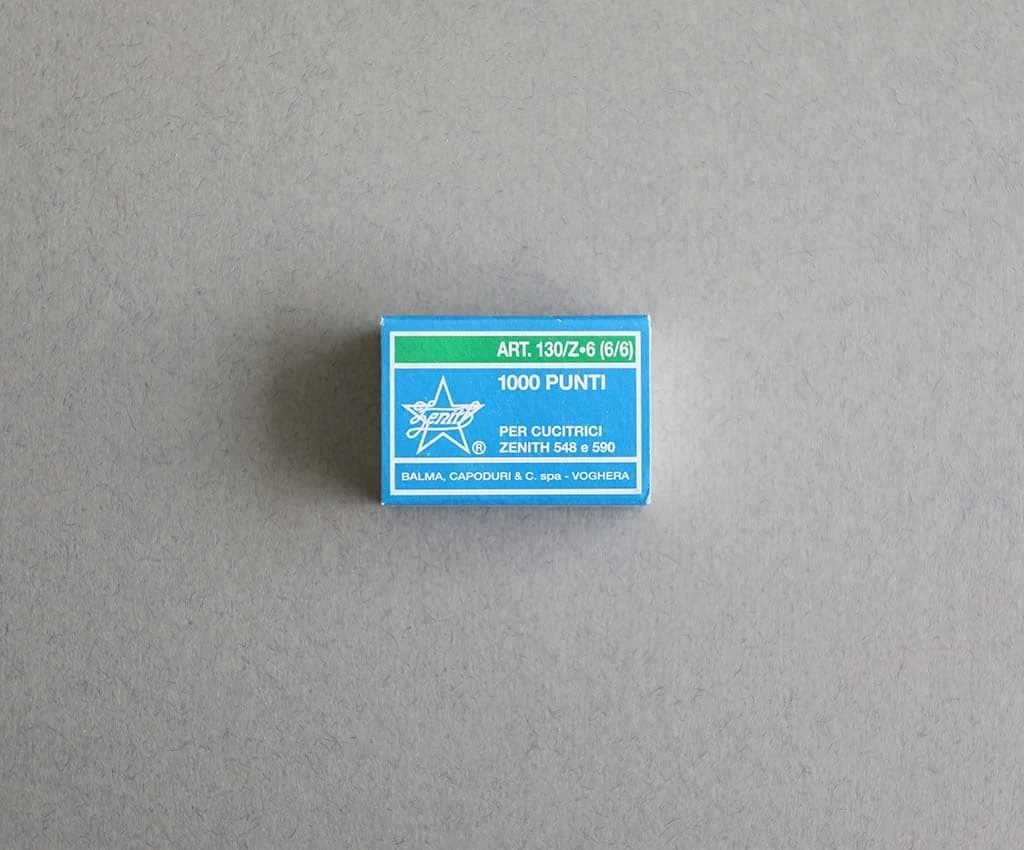 ART. 130/Z•6 (6/6)
1000 PUNTI
Zenith
®
PER CUCITRICI
ZENITH 548 e 590
BALMA, CAPODURI & C. spa - VOGHERA